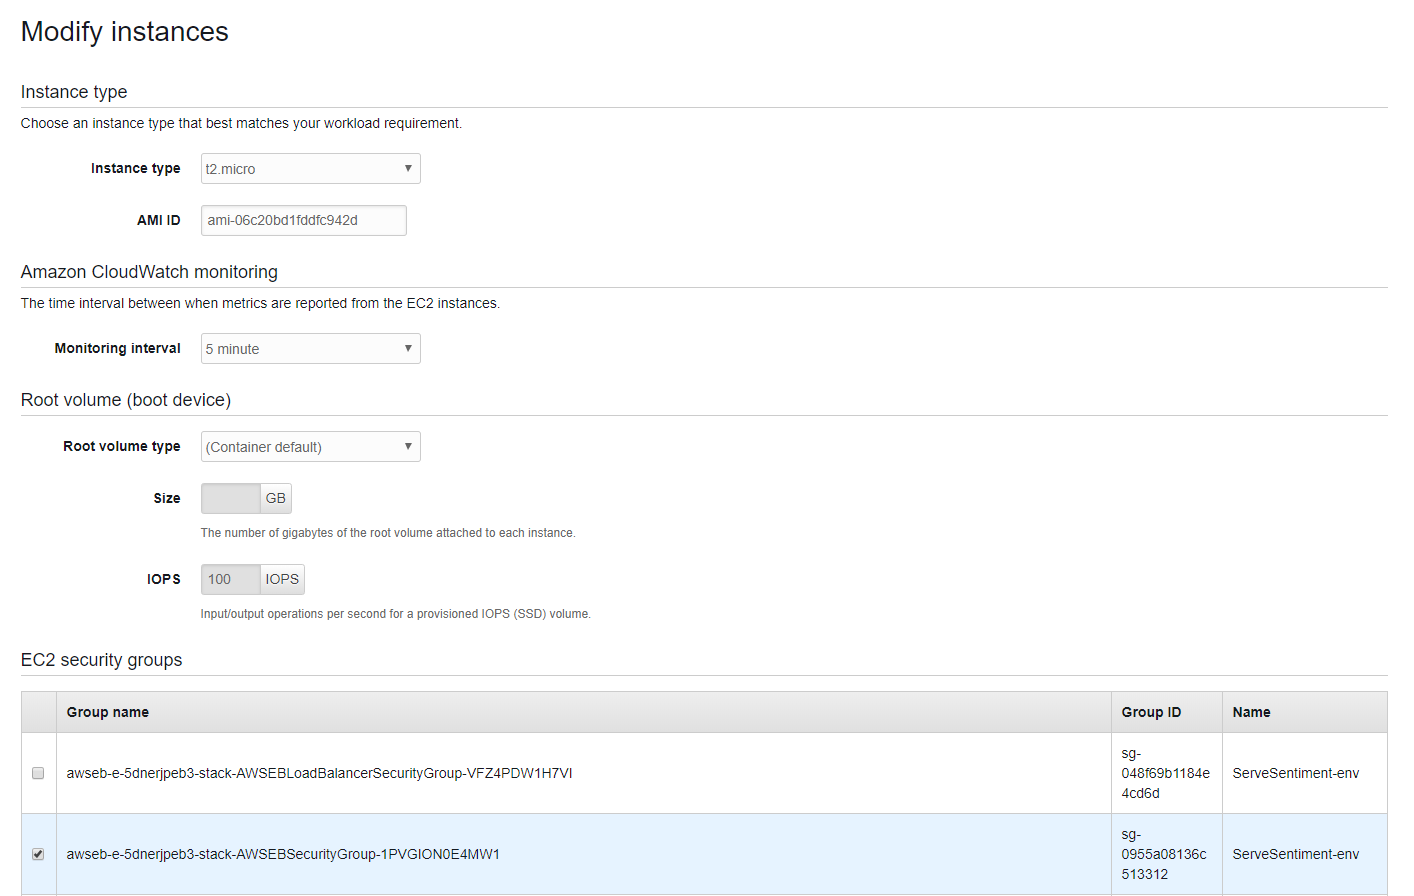 Modify instances
Instance type
Choose an instance type that best matches your workload requirement.
Instance type t2.micro
AMI ID ami-06c20bd1fddfc942d
Amazon CloudWatch monitoring
The time interval between when metrics are reported from the EC2 instances.
Monitoring interval 5 minute
Root volume (boot device)
Root volume type (Container default)
Size GB
The number of gigabytes of the root volume attached to each instance.
IOPS 100 IOPS
Input/output operations per second for a provisioned IOPS (SSD) volume.
EC2 security groups
Group name Group ID Name
awseb-e-5dnerjpeb3-stack-AWSEBLoadBalancerSecurityGroup-VFZ4PDW1H7VI
sg-
048f69b1184e
4cd6d
ServeSentiment-env
awseb-e-5dnerjpeb3-stack-AWSEBSecurityGroup-1PVGION0E4MW1
sg-
0955a08136c
513312
ServeSentiment-env